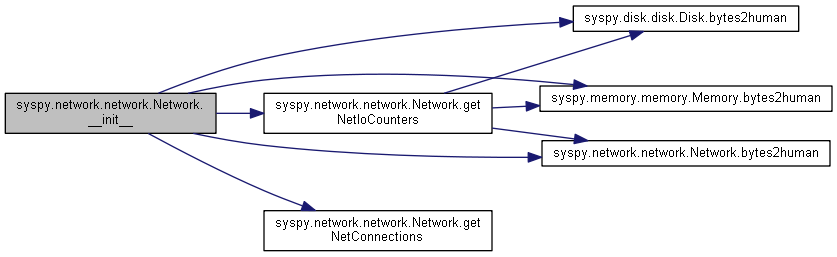 syspy.disk.disk.Disk.bytes2human
syspy.network.network.Network.
__init__
syspy.network.network.Network.get
NetIoCounters
syspy.memory.memory.Memory.bytes2human
syspy.network.network.Network.bytes2human
syspy.network.network.Network.get
NetConnections